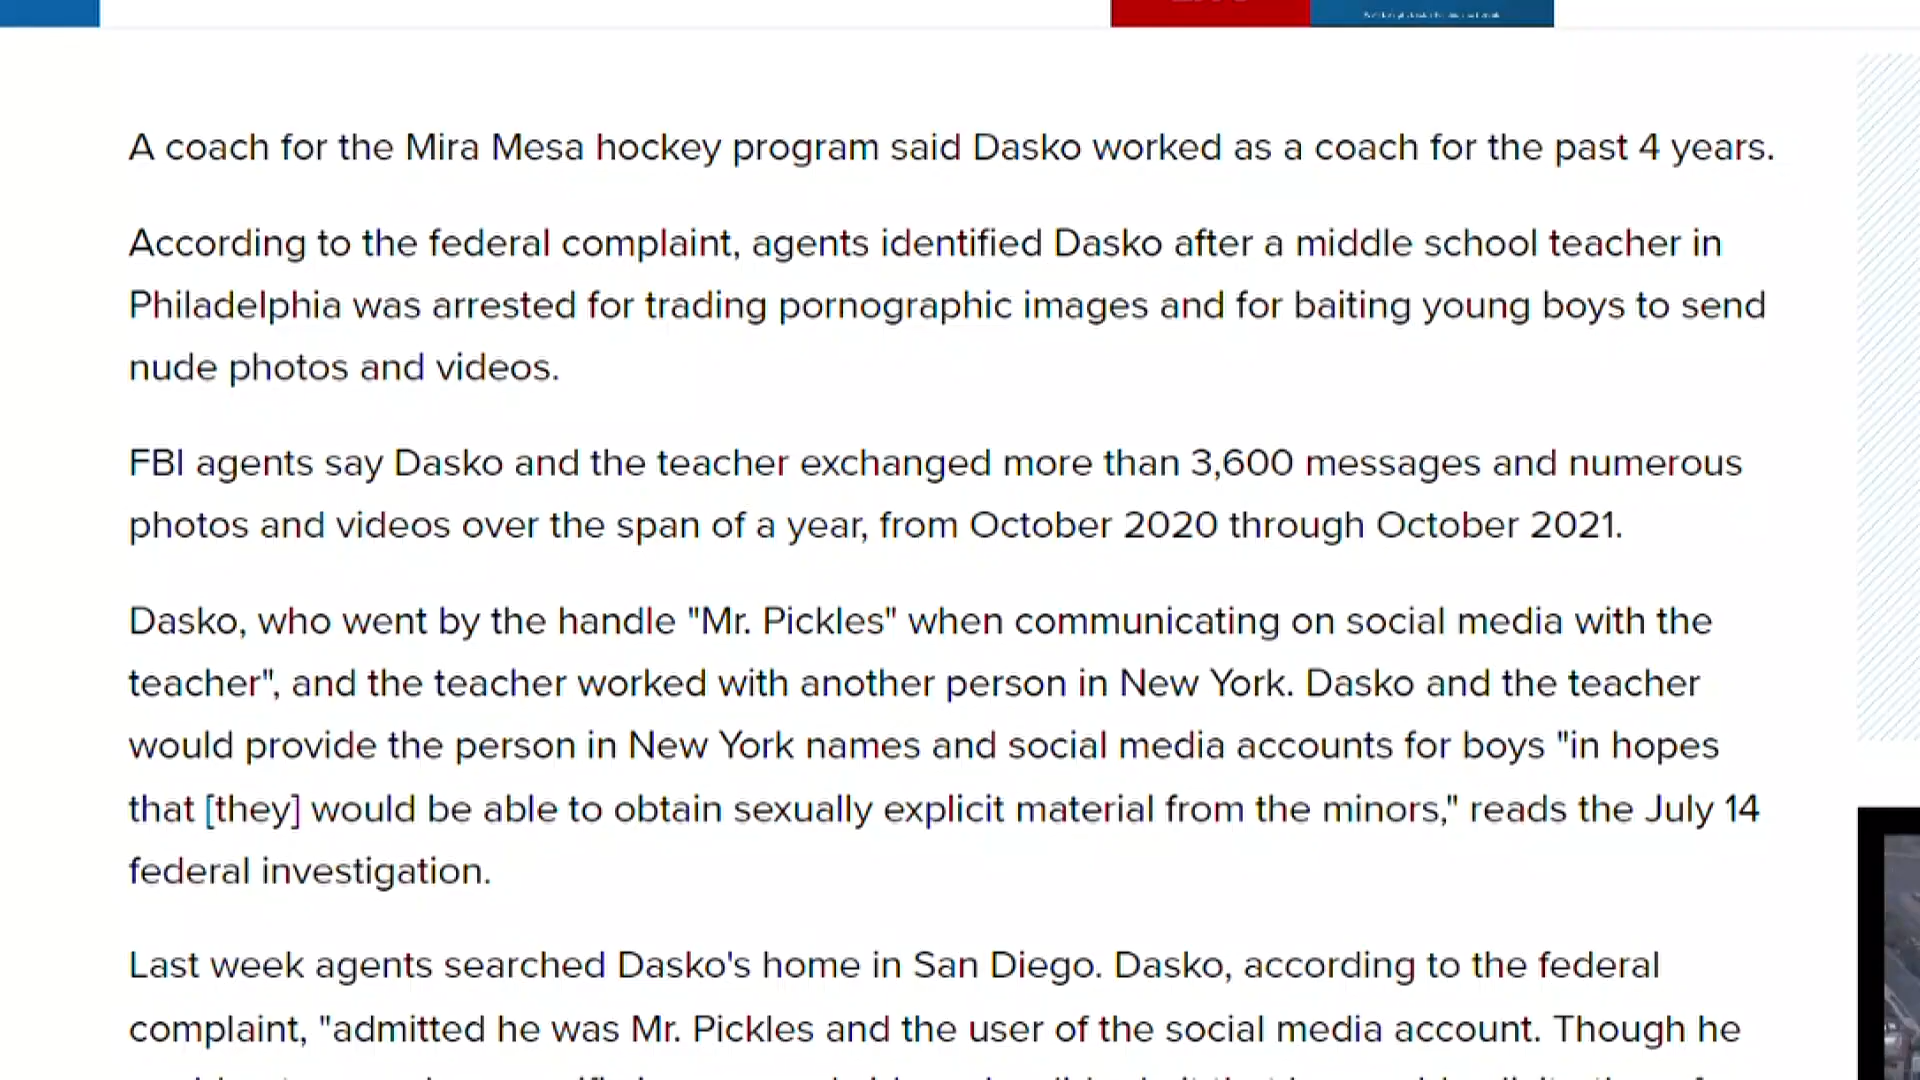 A coach for the Mira Mesa hockey program said Dasko worked as a coach for the past 4 years.
According to the federal complaint, agents identified Dasko after a middle school teacher in
Philadelphia was arrested for trading pornographic images and for baiting young boys to send
nude photos and videos.
FBI agents say Dasko and the teacher exchanged more than 3,600 messages and numerous
photos and videos over the span of a year, from October 2020 through October 2021.
Dasko, who went by the handle "Mr. Pickles" when communicating on social media with the
teacher", and the teacher worked with another person in New York. Dasko and the teacher
would provide the person in New York names and social media accounts for boys "in hopes
that [they] would be able to obtain sexually explicit material from the minors," reads the July 14
federal investigation.
Last week agents searched Dasko's home in San Diego. Dasko, according to the federal
complaint, "admitted he was Mr. Pickles and the user of the social media account. Though he